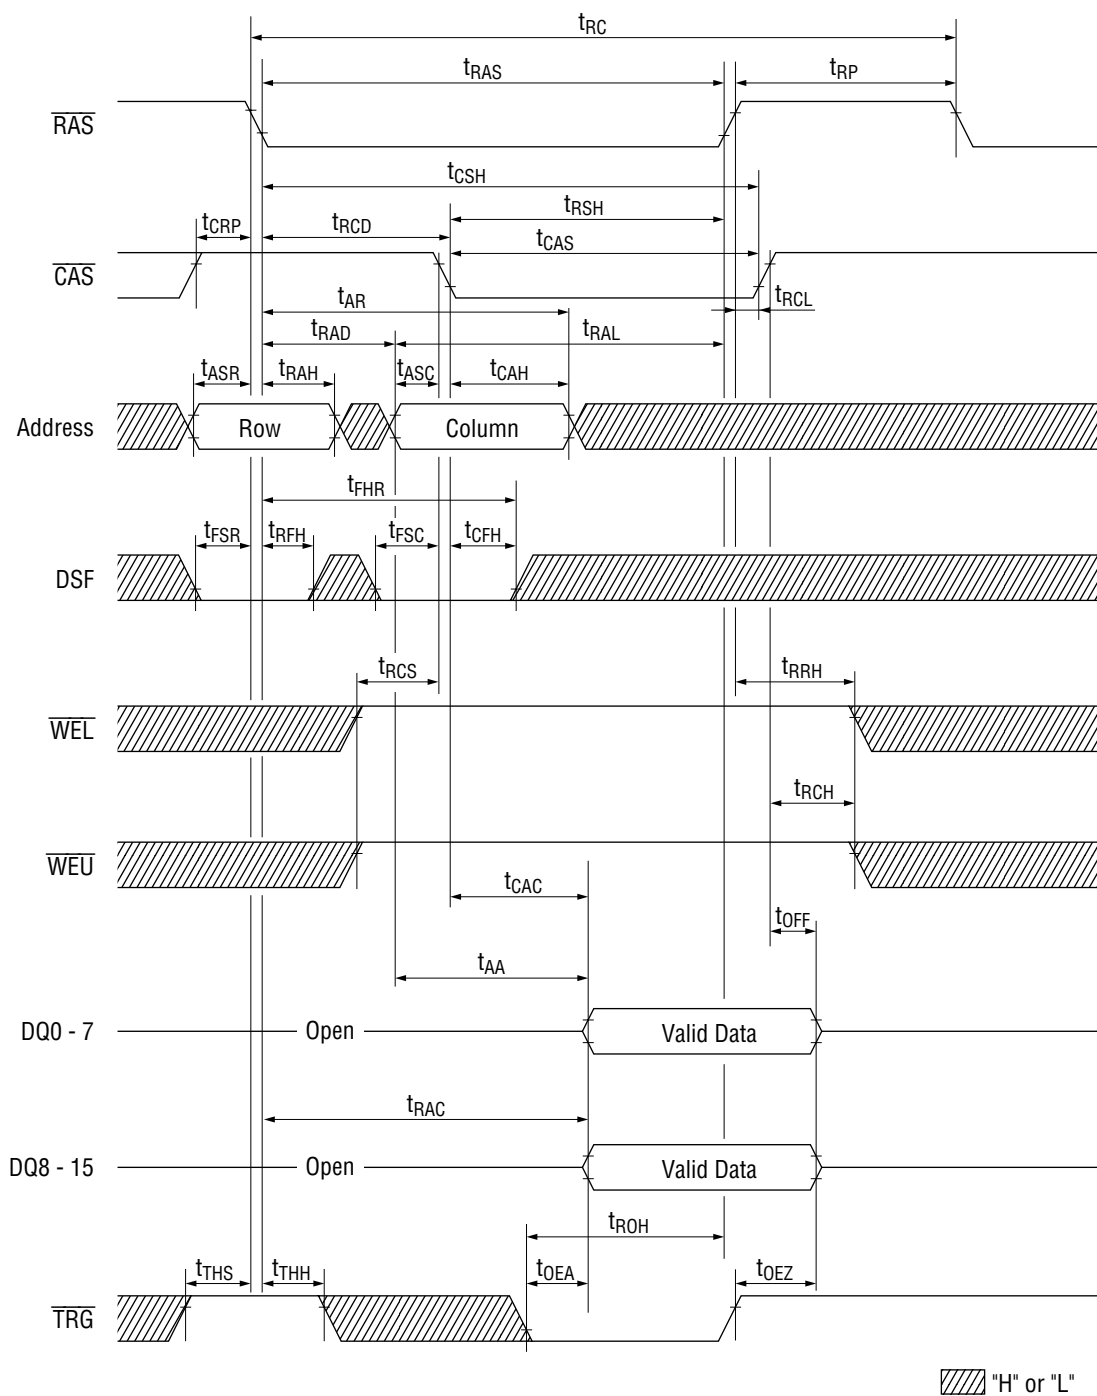 tRC
tRAS tRP
RAS
tCSH
tRSH
tCRP tRCD
tCAS
CAS
tAR tRCL
tRAD tRAL
tASR tRAH tASC tCAH
Address Row Column
tFHR
tFSR tRFH tFSC tCFH
DSF
tRCS tRRH
WEL
tRCH
WEU
tCAC
tOFF
tAA
DQ0 - 7 Open Valid Data
tRAC
DQ8 - 15 Open Valid Data
tROH
tTHS tTHH tOEA tOEZ
TRG
"H" or "L"